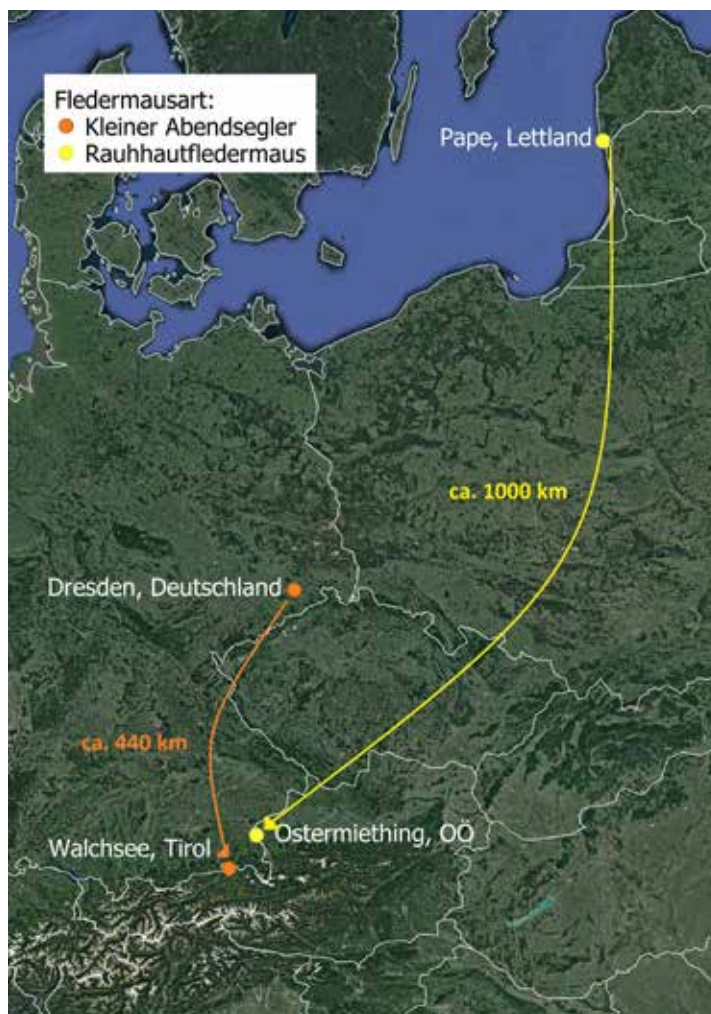 Fledermausart:
Kleiner Abendsegler
Rauhhautfledermaus
Pape, Lettland
ca. 1000 km
Dresden, Deutschland
ca. 440 km
Ostermiething, OÖ
Walchsee, Tirol